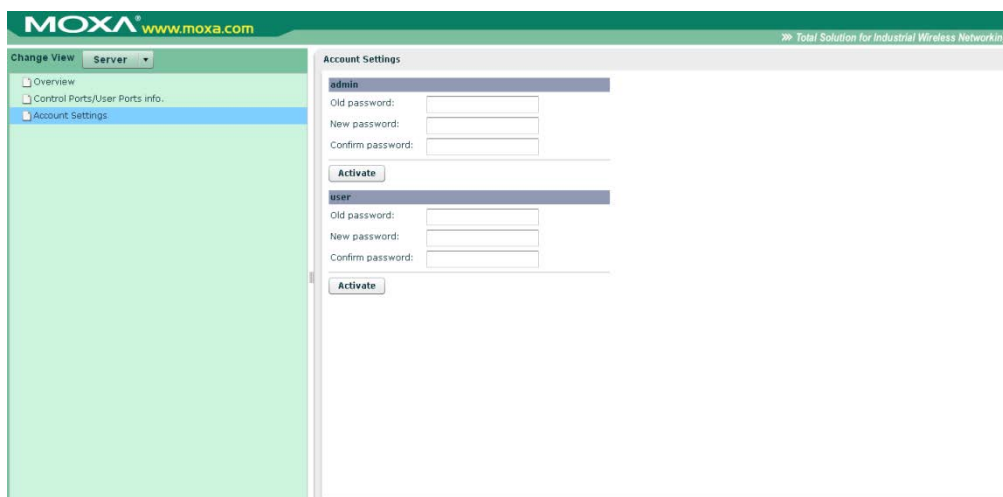 MOXA® www.moxa.com
Total Solution for Industrial Wireless Networkin
Change View Server
Overview
Control Ports/User Ports info.
Account Settings
Account Settings
admin
Old password:
New password:
Confirm password:
Activate
user
Old password:
New password:
Confirm password:
Activate